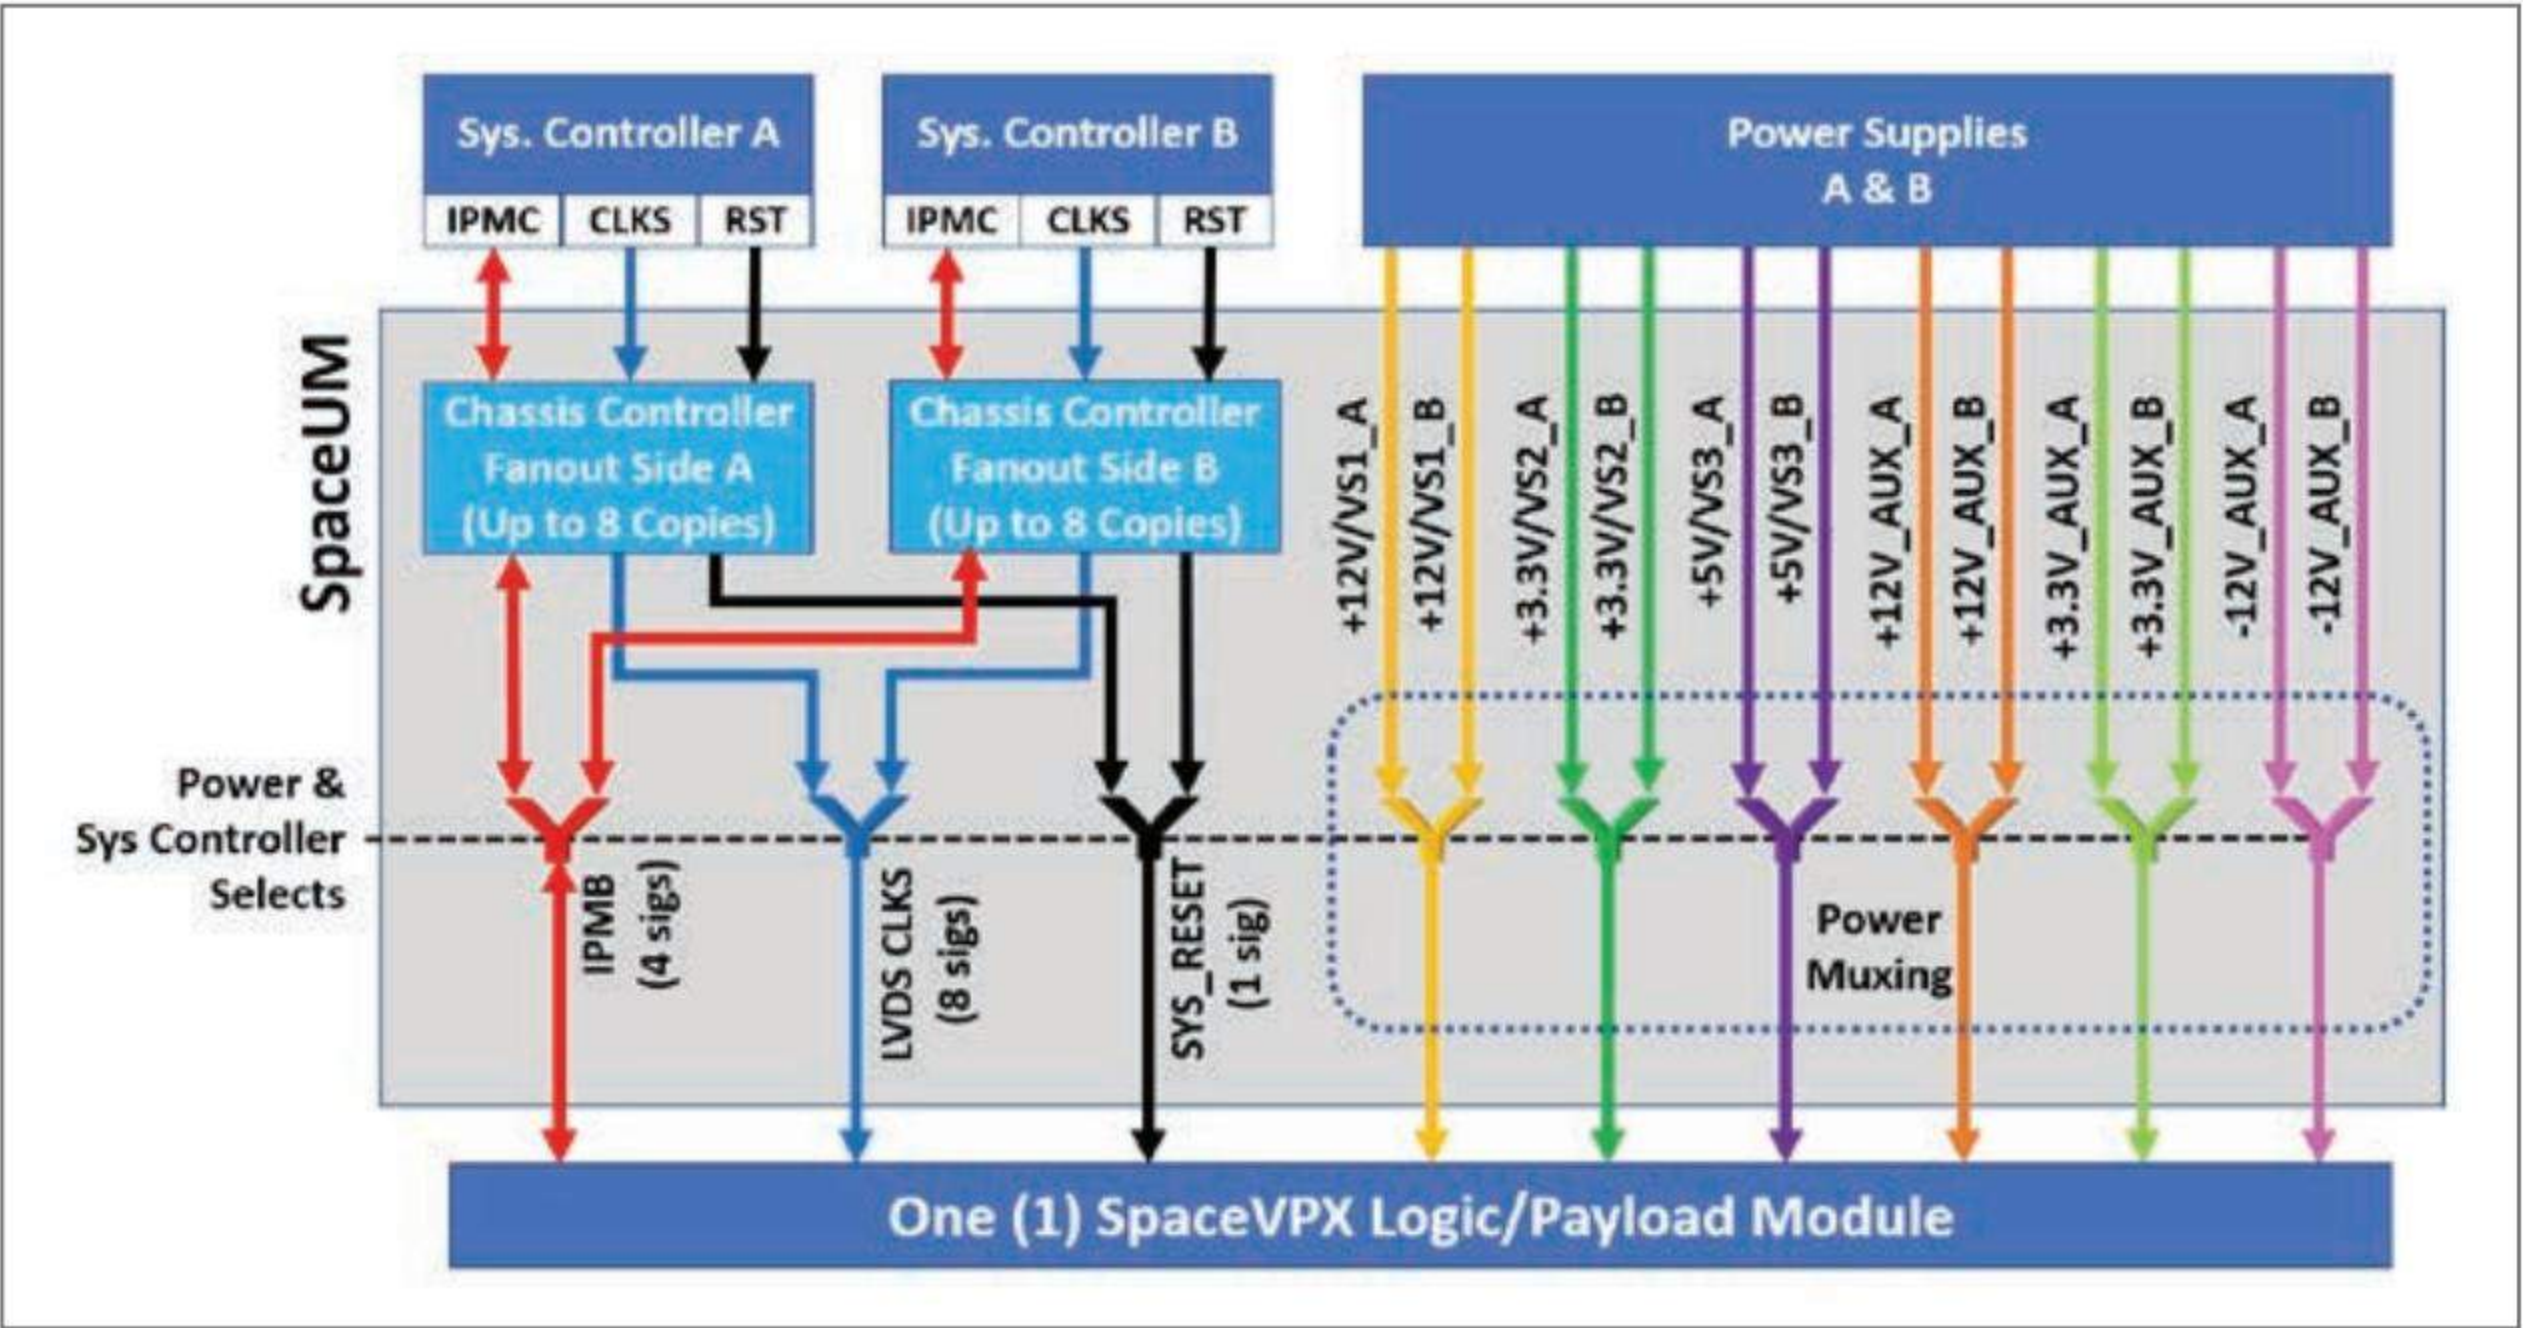 Sys. Controller A
IPMC CLKS RST
Sys. Controller B
IPMC CLKS RST
Power Supplies
A & B
SpaceUM
Chassis Controller
Fanout Side A
(Up to 8 Copies)
Chassis Controller
Fanout Side B
(Up to 8 Copies)
+12V/VS1_A
+12V/VS1_B
+3.3V/VS2_A
+3.3V/VS2_B
+5V/VS3_A
+5V/VS3_B
+12V_AUX_A
+12V_AUX_B
+3.3V_AUX_A
+3.3V_AUX_B
-12V_AUX_A
-12V_AUX_B
Power &
Sys Controller
Selects
IPMB
(4 sigs)
LVDS CLKS
(8 sigs)
SYS_RESET
(1 sig)
Power
Muxing
One (1) SpaceVPX Logic/Payload Module